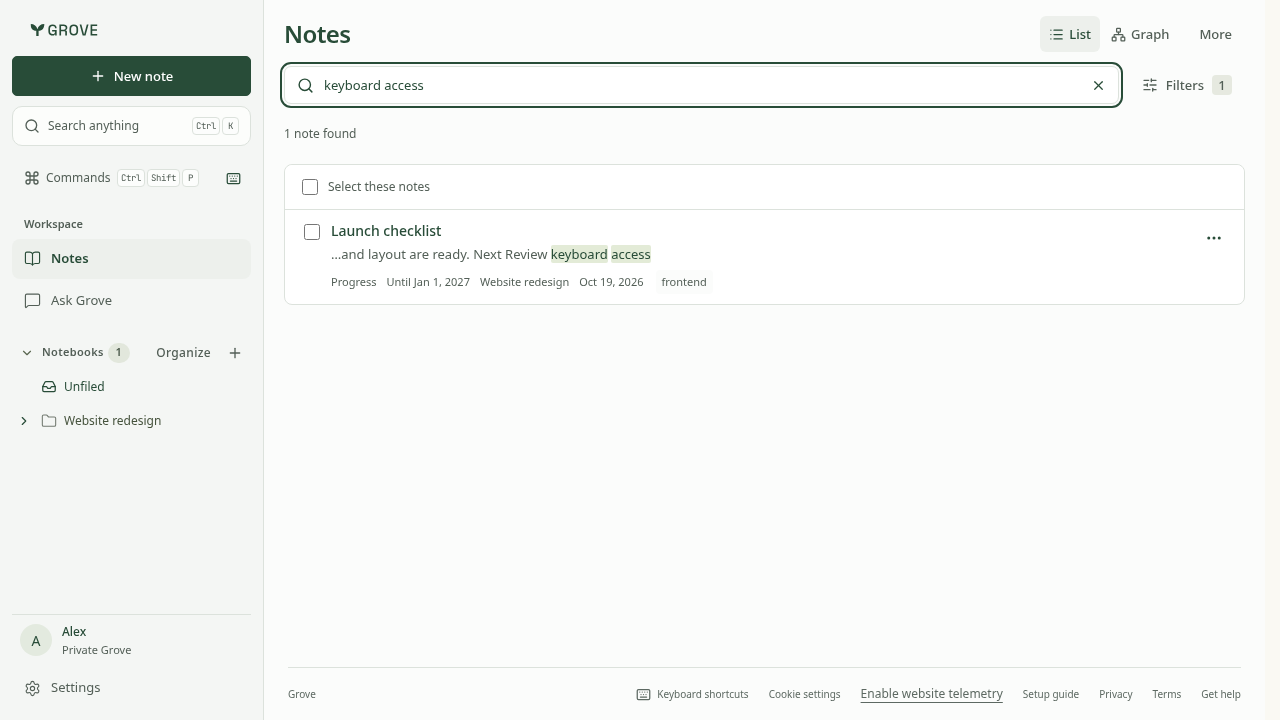 GROVE
New note
Search anything Ctrl K
Commands Ctrl Shift P
Workspace
Notes
Ask Grove
Notebooks 1 Organize
Unfiled
Website redesign
A
Alex
Private Grove
Settings
Notes
List Graph More
keyboard access
Filters 1
1 note found
Select these notes
Launch checklist
…and layout are ready. Next Review keyboard access
Progress Until Jan 1, 2027 Website redesign Oct 19, 2026 frontend
Grove Keyboard shortcuts Cookie settings Enable website telemetry Setup guide Privacy Terms Get help